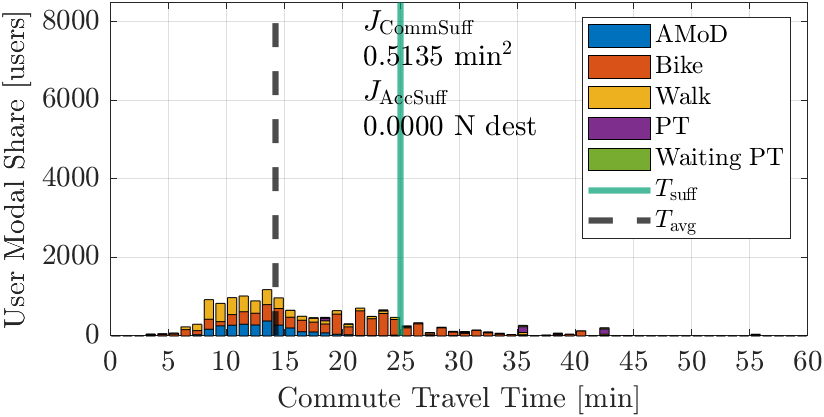 8000
6000
4000
2000
0
User Modal Share [users]
J_CommSuff
0.5135 min²
J_AccSuff
0.0000 N dest
AMoD
Bike
Walk
PT
Waiting PT
T_suff
T_avg
0 5 10 15 20 25 30 35 40 45 50 55 60
Commute Travel Time [min]